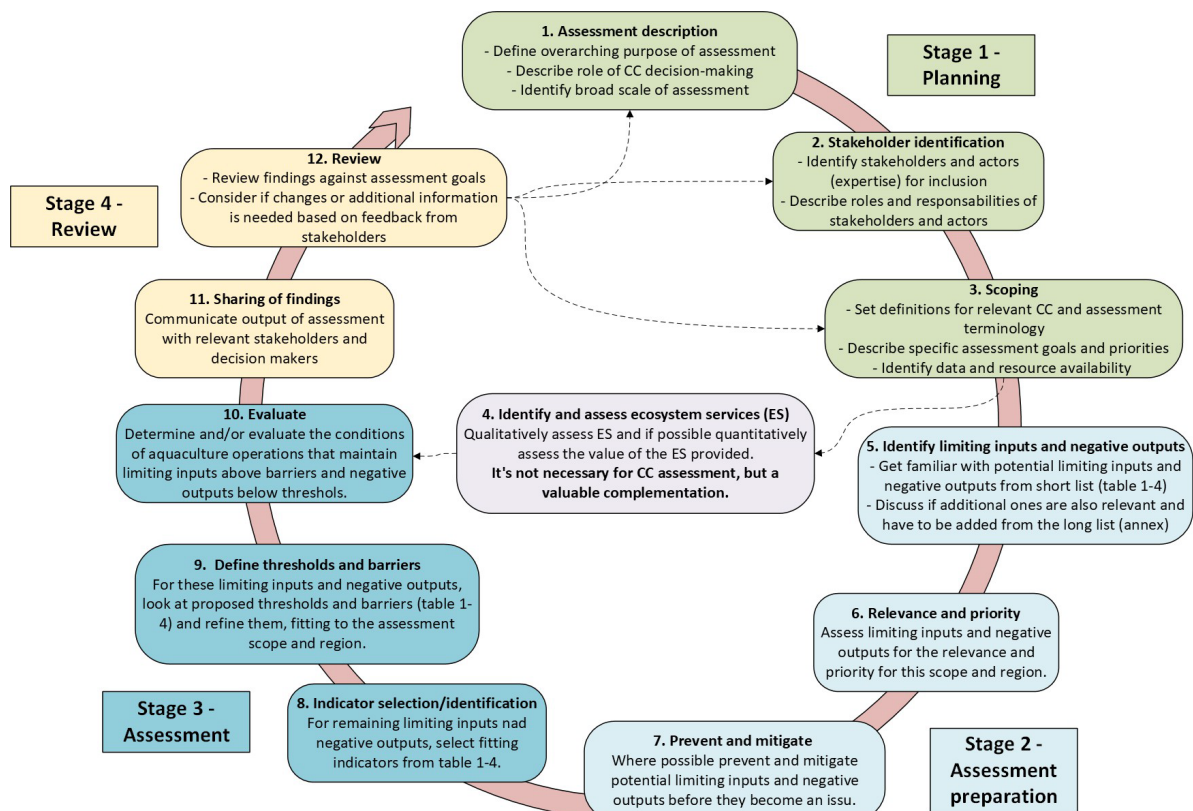 1. Assessment description
- Define overarching purpose of assessment
- Describe role of CC decision-making
- Identify broad scale of assessment
Stage 1 -
Planning
2. Stakeholder identification
- Identify stakeholders and actors
(expertise) for inclusion
- Describe roles and responsabilities of
stakeholders and actors
3. Scoping
- Set definitions for relevant CC and assessment
terminology
- Describe specific assessment goals and priorities
- Identify data and resource availability
4. Identify and assess ecosystem services (ES)
Qualitatively assess ES and if possible quantitatively
assess the value of the ES provided.
It's not necessary for CC assessment, but a
valuable complementation.
5. Identify limiting inputs and negative outputs
- Get familiar with potential limiting inputs and
negative outputs from short list (table 1-4)
- Discuss if additional ones are also relevant and
have to be added from the long list (annex)
6. Relevance and priority
Assess limiting inputs and negative
outputs for the relevance and
priority for this scope and region.
Stage 2 -
Assessment
preparation
7. Prevent and mitigate
Where possible prevent and mitigate
potential limiting inputs and negative
outputs before they become an issu.
8. Indicator selection/identification
For remaining limiting inputs nad
negative outputs, select fitting
indicators from table 1-4.
Stage 3 -
Assessment
9. Define thresholds and barriers
For these limiting inputs and negative outputs,
look at proposed thresholds and barriers (table 1-
4) and refine them, fitting to the assessment
scope and region.
10. Evaluate
Determine and/or evaluate the conditions
of aquaculture operations that maintain
limiting inputs above barriers and negative
outputs below threshols.
11. Sharing of findings
Communicate output of assessment
with relevant stakeholders and
decision makers
Stage 4 -
Review
12. Review
- Review findings against assessment goals
- Consider if changes or additional information
is needed based on feedback from
stakeholders